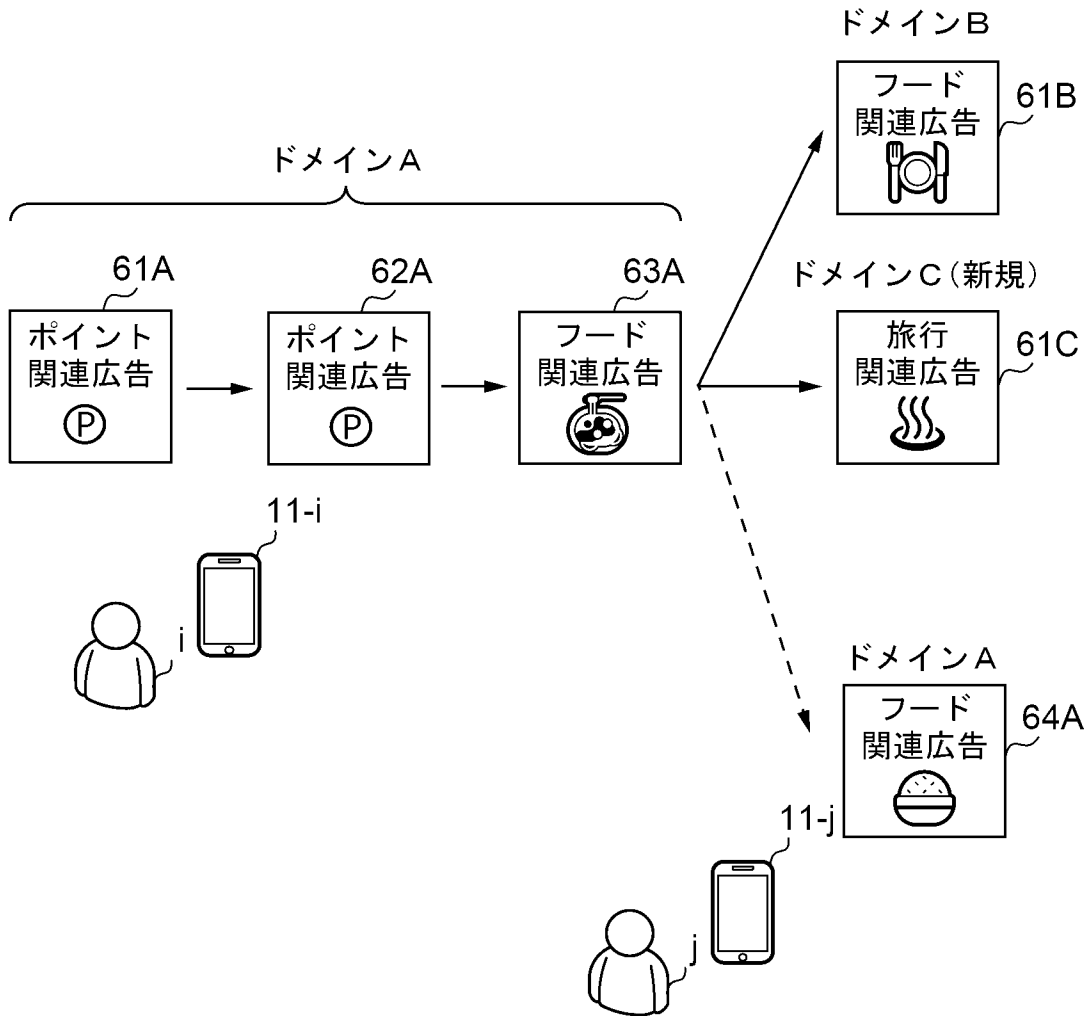 ドメインB
フード
関連広告
61B
ドメインA
61A
62A
63A
ドメインC(新規)
ポイント
関連広告
P
ポイント
関連広告
P
フード
関連広告
旅行
関連広告
61C
11-i
i
ドメインA
フード
関連広告
64A
11-j
j